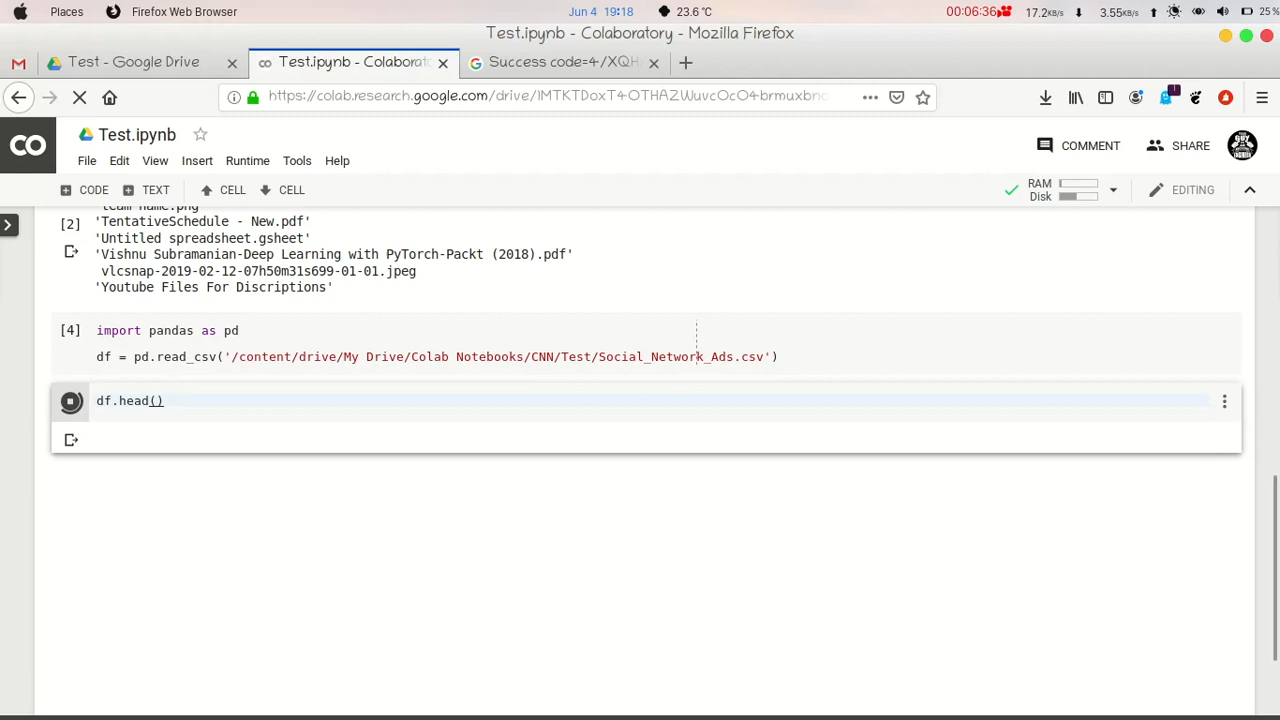 Places Firefox Web Browser Jun 4 19:18 23.6 °C 00:06:36 17.2kB 3.55kB 25%
Test.ipynb - Colaboratory - Mozilla Firefox
Test - Google Drive Test.ipynb - Colaborat Success code=4/XQH
https://colab.research.google.com/drive/1MTKTDoxT4OTHAZWuvcOcO4brmuxbnc
CO Test.ipynb
File Edit View Insert Runtime Tools Help
COMMENT SHARE
CODE TEXT CELL CELL
RAM
Disk
EDITING
[2]
'TentativeSchedule - New.pdf'
'Untitled spreadsheet.gsheet'
'Vishnu Subramanian-Deep Learning with PyTorch-Packt (2018).pdf'
vlcsnap-2019-02-12-07h50m31s699-01-01.jpeg
'Youtube Files For Discriptions'
[4] import pandas as pd
df = pd.read_csv('/content/drive/My Drive/Colab Notebooks/CNN/Test/Social_Network_Ads.csv')
df.head()